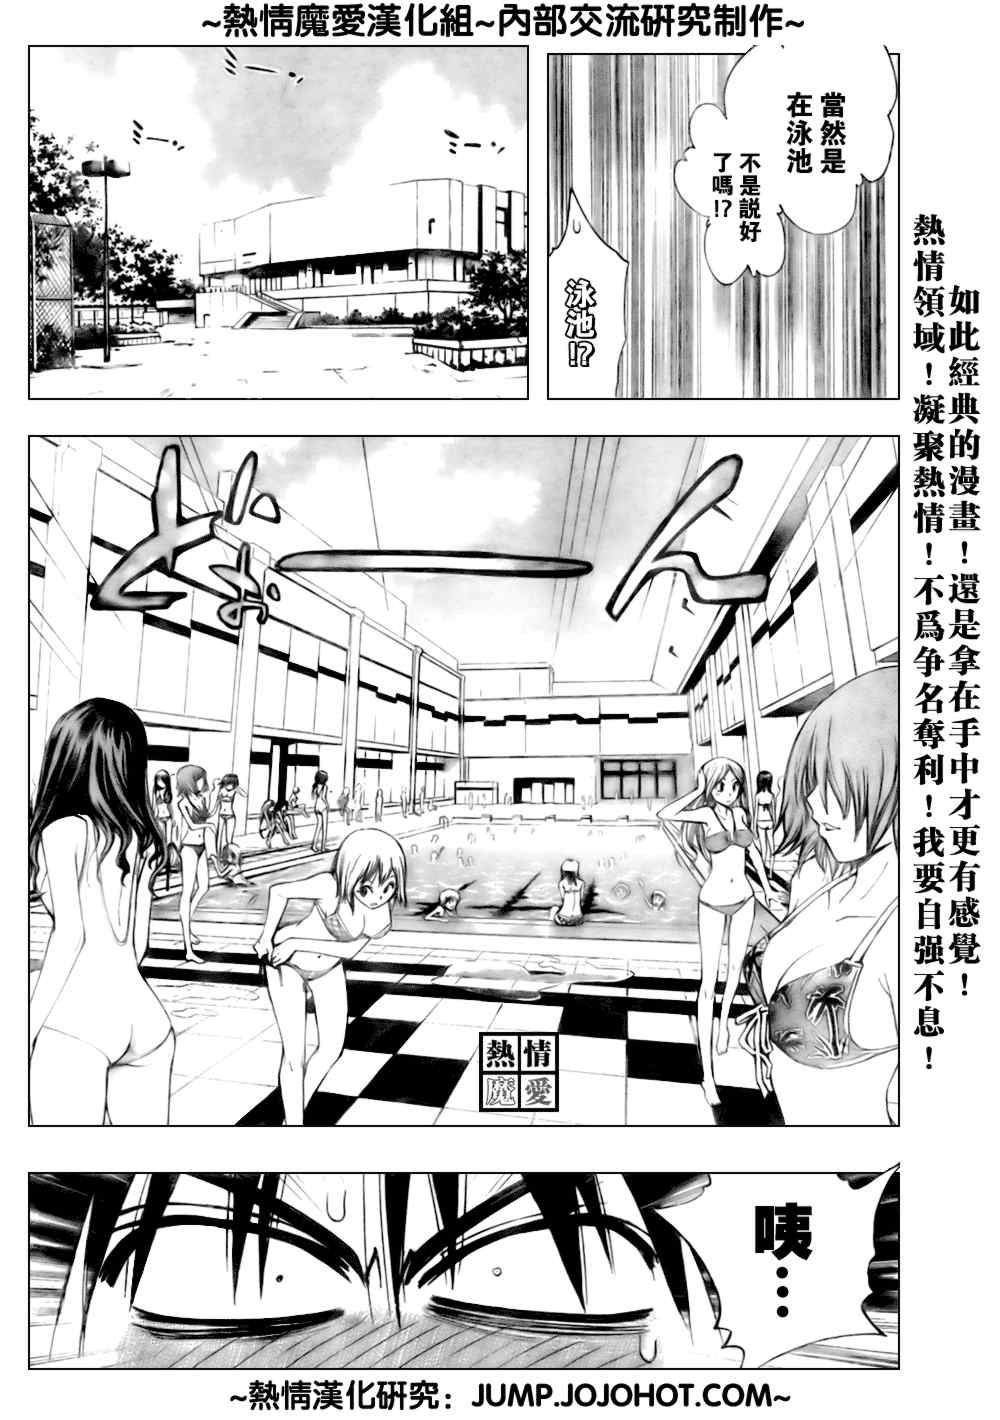 ~熱情魔愛漢化組~內部交流研究制作~
當然是
在泳池
不是説好
了嗎!?
泳池!?
ミーン…
ミーン…
ミーン…
どお
ーん
如此經典的漫畫！還是拿在手中才更有感覺！
熱情領域！凝聚熱情！不爲争名奪利！我要自强不息！
熱情
魔愛
咦…
~熱情漢化研究：JUMP.JOJOHOT.COM~